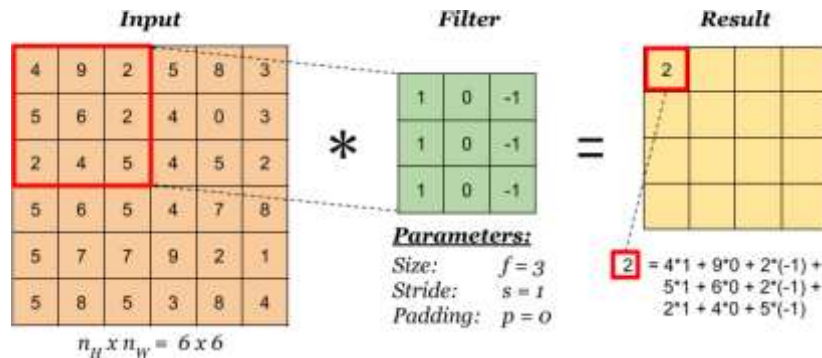 Input Filter Result
4 9 2 5 8 3
5 6 2 4 0 3
2 4 5 4 5 2
5 6 5 4 7 8
5 7 7 9 2 1
5 8 5 3 8 4
n_H x n_W = 6 x 6
*
1 0 -1
1 0 -1
1 0 -1
Parameters:
Size: f = 3
Stride: s = 1
Padding: p = 0
=
2
2 = 4*1 + 9*0 + 2*(-1) +
5*1 + 6*0 + 2*(-1) +
2*1 + 4*0 + 5*(-1)